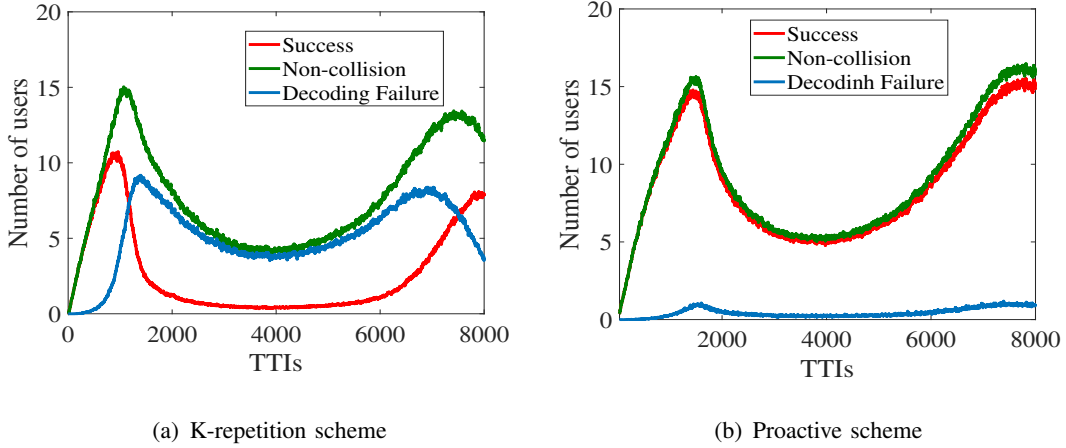 20
15
10
5
0
Number of users
Success
Non-collision
Decoding Failure
0 2000 4000 6000 8000
TTIs
(a) K-repetition scheme
20
15
10
5
0
Number of users
Success
Non-collision
Decodinh Failure
2000 4000 6000 8000
TTIs
(b) Proactive scheme